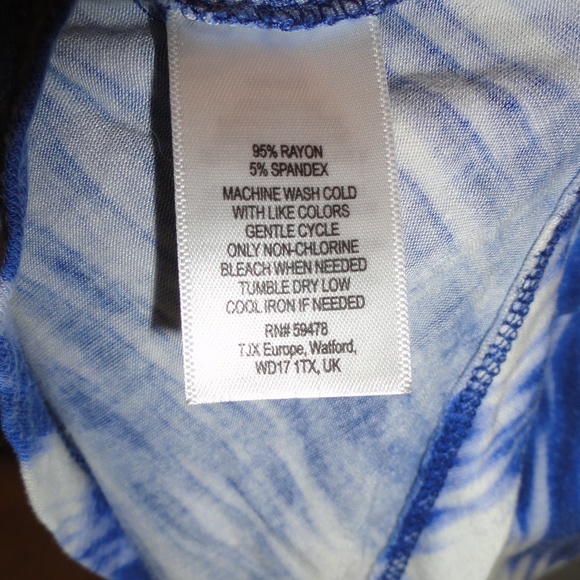 95% RAYON
5% SPANDEX
MACHINE WASH COLD
WITH LIKE COLORS
GENTLE CYCLE
ONLY NON-CHLORINE
BLEACH WHEN NEEDED
TUMBLE DRY LOW
COOL IRON IF NEEDED
RN# 59478
TJX Europe, Watford,
WD17 1TX, UK